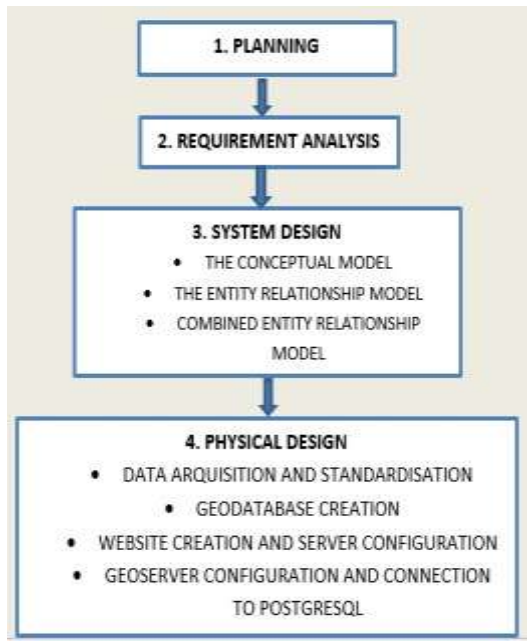 1. PLANNING
2. REQUIREMENT ANALYSIS
3. SYSTEM DESIGN
• THE CONCEPTUAL MODEL
• THE ENTITY RELATIONSHIP MODEL
• COMBINED ENTITY RELATIONSHIP
MODEL
4. PHYSICAL DESIGN
• DATA ARQUISITION AND STANDARDISATION
• GEODATABASE CREATION
• WEBSITE CREATION AND SERVER CONFIGURATION
• GEOSERVER CONFIGURATION AND CONNECTION
TO POSTGRESQL